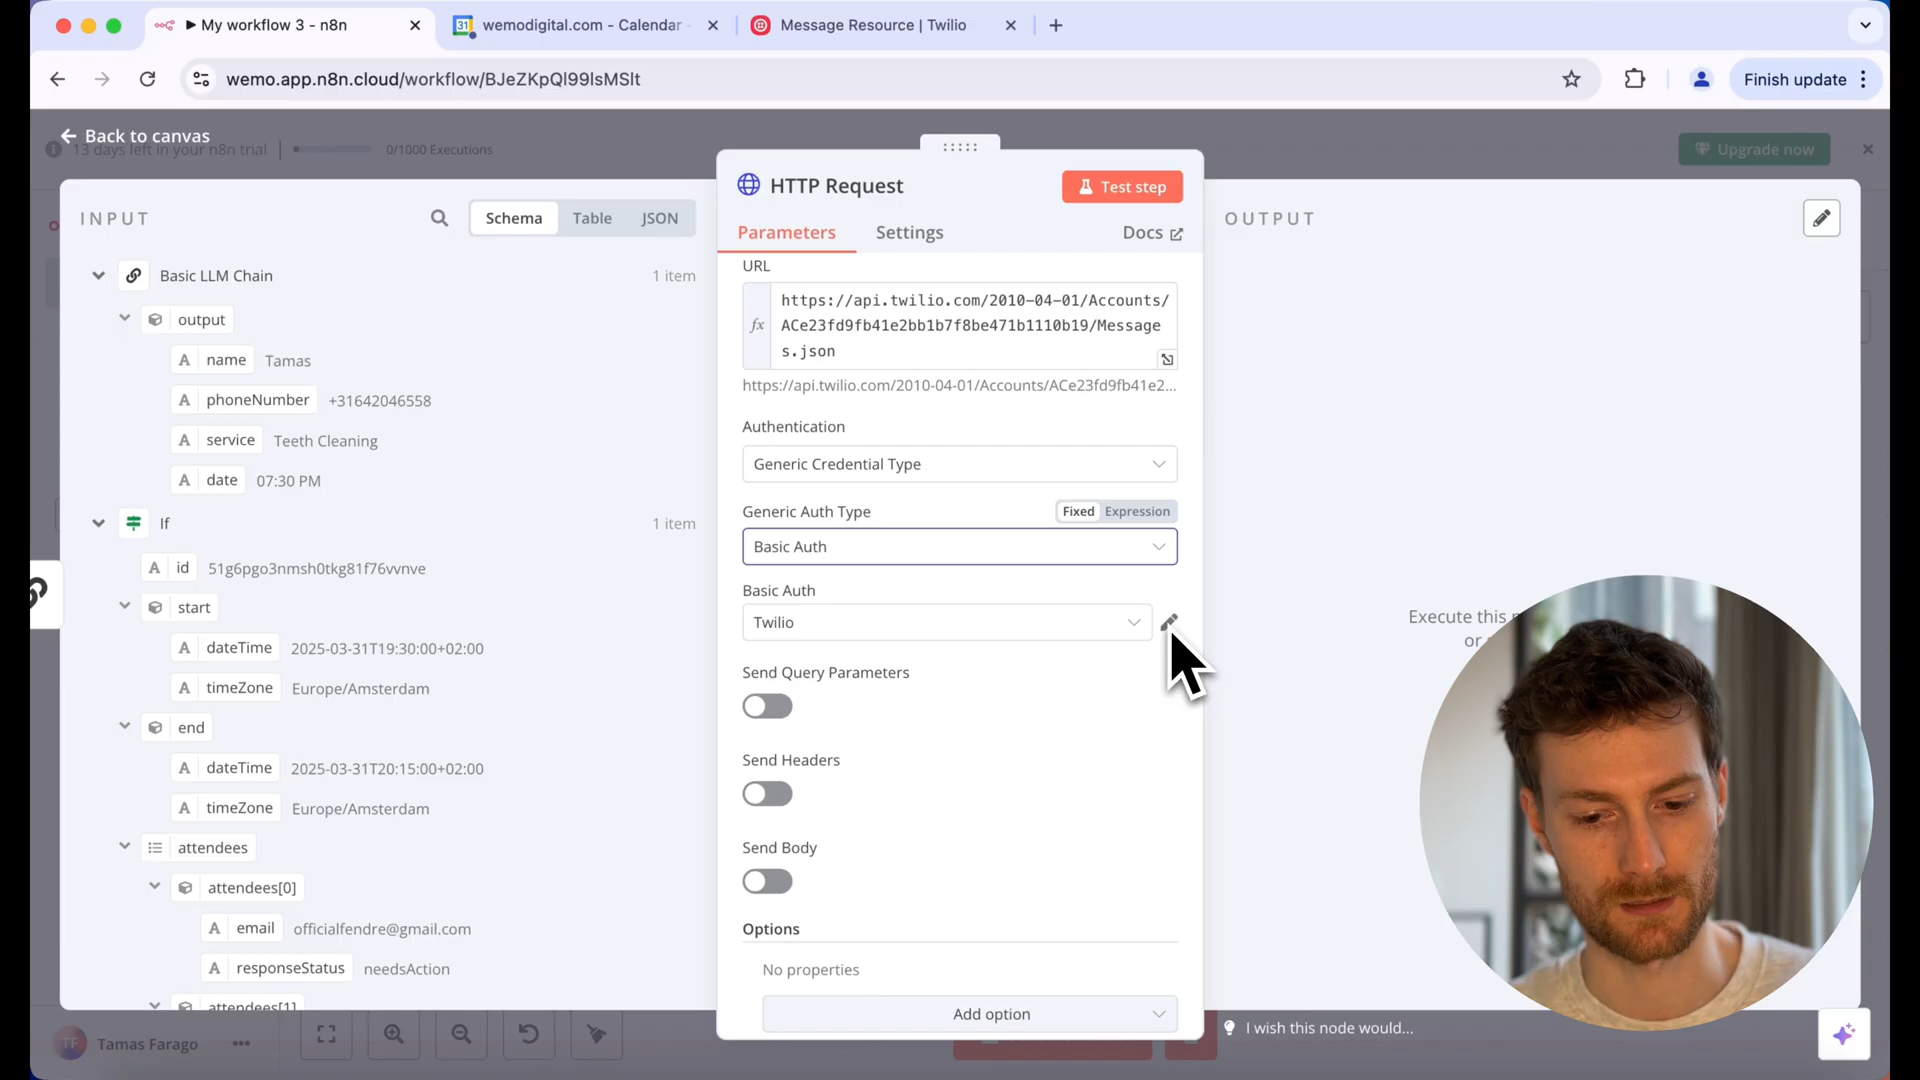 My workflow 3 - n8n
wemodigital.com - Calendar
Message Resource | Twilio
wemo.app.n8n.cloud/workflow/BJeZKpQl99lsMSlt
Finish update
Back to canvas
13 days left in your n8n trial
0/1000 Executions
Upgrade now
INPUT
Schema
Table
JSON
Basic LLM Chain
1 item
output
A name Tamas
A phoneNumber +31642046558
A service Teeth Cleaning
A date 07:30 PM
If
1 item
A id 51g6pgo3nmsh0tkg81f76vvnve
start
A dateTime 2025-03-31T19:30:00+02:00
A timeZone Europe/Amsterdam
end
A dateTime 2025-03-31T20:15:00+02:00
A timeZone Europe/Amsterdam
attendees
attendees[0]
A email officialfendre@gmail.com
A responseStatus needsAction
attendees[1]
Tamas Farago
TF
HTTP Request
Test step
Parameters
Settings
Docs
URL
fx
https://api.twilio.com/2010-04-01/Accounts/
ACe23fd9fb41e2bb1b7f8be471b1110b19/Message
s.json
https://api.twilio.com/2010-04-01/Accounts/ACe23fd9fb41e2...
Authentication
Generic Credential Type
Generic Auth Type
Fixed
Expression
Basic Auth
Basic Auth
Twilio
Send Query Parameters
Send Headers
Send Body
Options
No properties
Add option
OUTPUT
Execute this
or
I wish this node would...
31